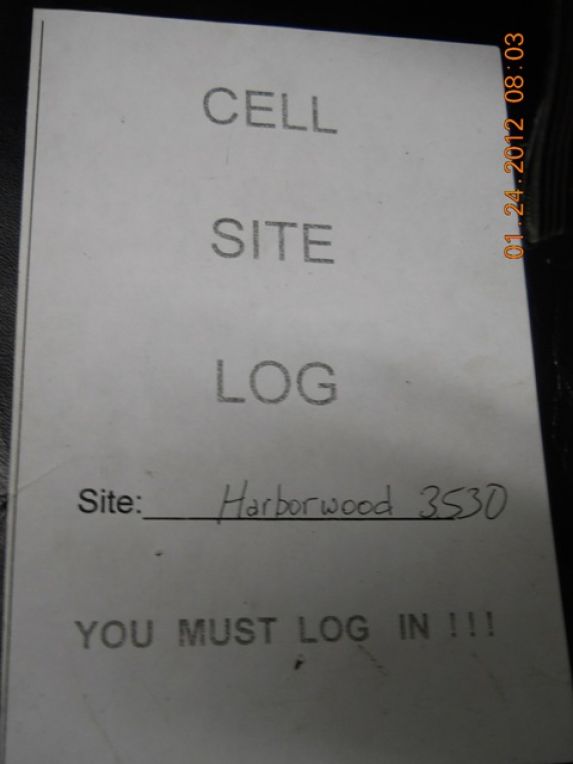 CELL
SITE
LOG
Site: Harborwood 3530
YOU MUST LOG IN !!!
01.24.2012 08:03